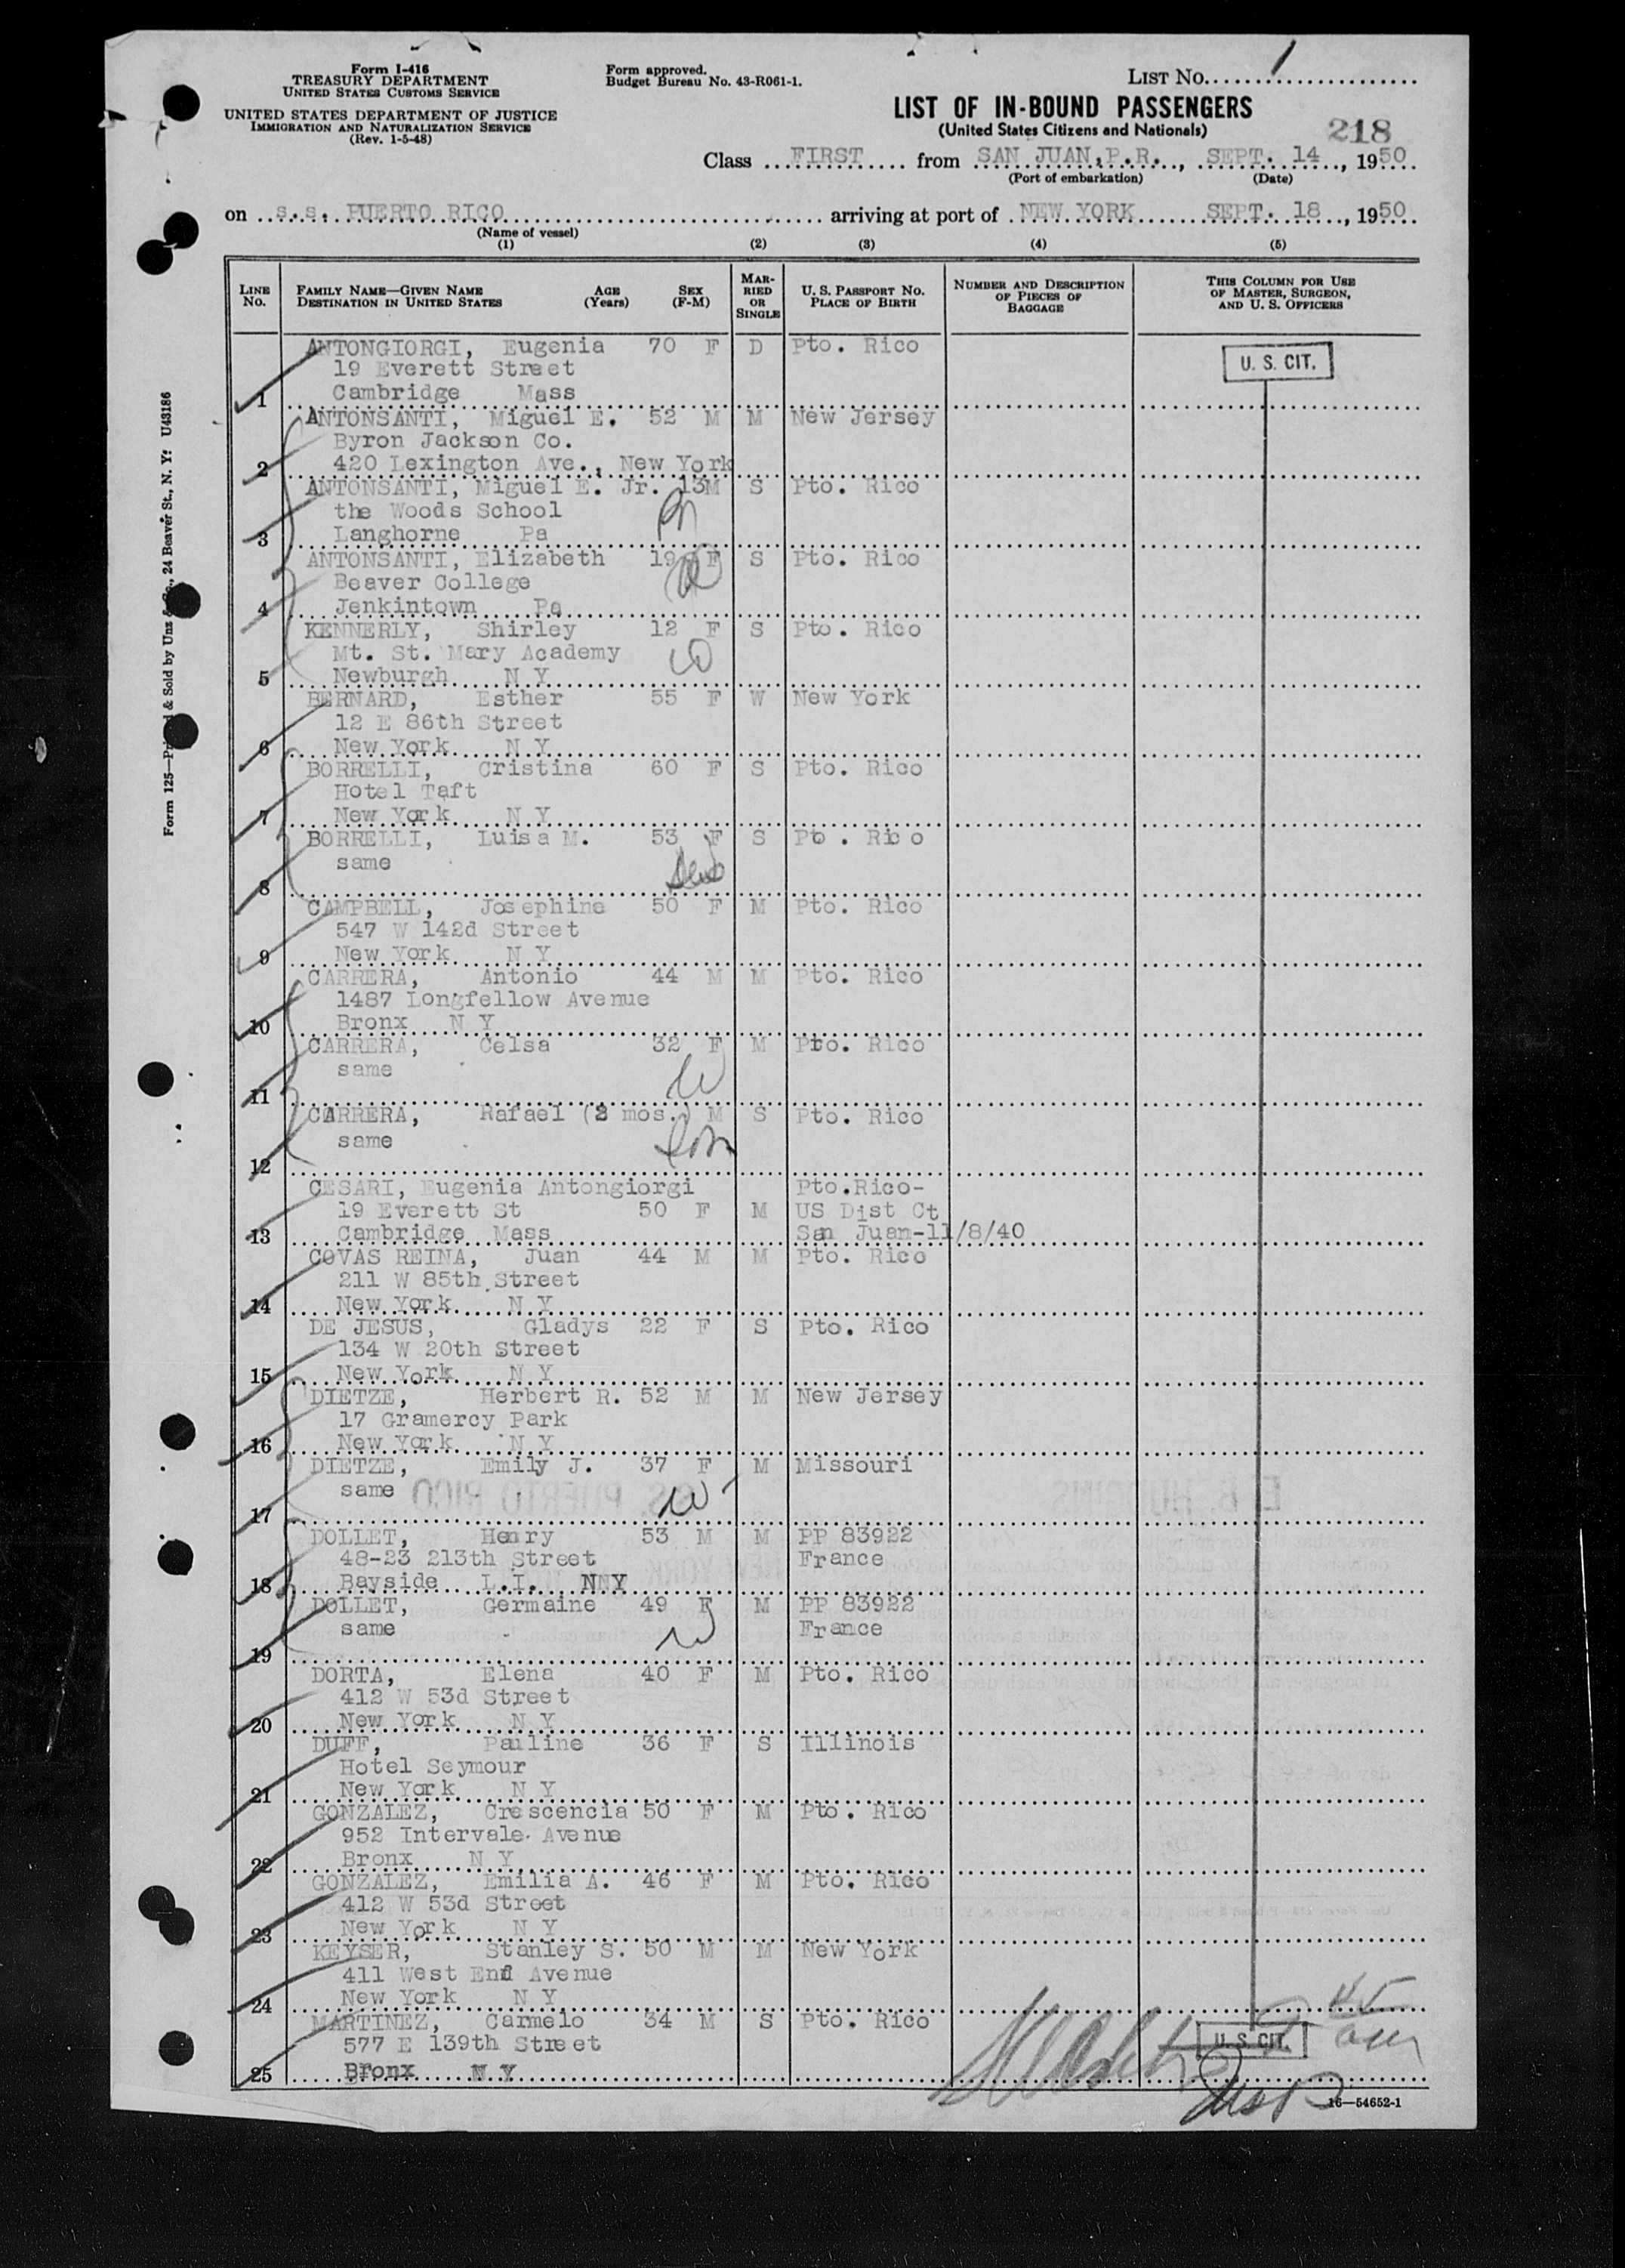 Form I-416
TREASURY DEPARTMENT
UNITED STATES CUSTOMS SERVICE
UNITED STATES DEPARTMENT OF JUSTICE
IMMIGRATION AND NATURALIZATION SERVICE
(Rev. 1-5-48)
Form approved.
Budget Bureau No. 43-R061-1.
LIST NO. 1
LIST OF IN-BOUND PASSENGERS
(United States Citizens and Nationals)
218
Class FIRST from SAN JUAN, P.R., SEPT. 14, 1950
(Port of embarkation) (Date)
on s.s. PUERTO RICO arriving at port of NEW YORK SEPT. 18, 1950
(Name of vessel)
(1) (2) (3) (4) (5)
LINE No. FAMILY NAME—GIVEN NAME DESTINATION IN UNITED STATES AGE (Years) SEX (F-M) MARRIED OR SINGLE U. S. PASSPORT NO. PLACE OF BIRTH NUMBER AND DESCRIPTION OF PIECES OF BAGGAGE THIS COLUMN FOR USE OF MASTER, SURGEON, AND U. S. OFFICERS
ANTONGIORGI, Eugenia 70 F D Pto. Rico
19 Everett Street U. S. CIT.
1 Cambridge Mass
ANTONSANTI, Miguel E. 52 M M New Jersey
Byron Jackson Co.
2 420 Lexington Ave., New York
ANTONSANTI, Miguel E. Jr. 13M S Pto. Rico
the Woods School
3 Langhorne Pa
ANTONSANTI, Elizabeth 19 F S Pto. Rico
Beaver College
4 Jenkintown Pa
KENNERLY, Shirley 12 F S Pto. Rico
Mt. St. Mary Academy
5 Newburgh N Y
BERNARD, Esther 55 F W New York
12 E 86th Street
6 New York N Y
BORRELLI, Cristina 60 F S Pto. Rico
Hotel Taft
7 New York N Y
BORRELLI, Luisa M. 53 F S Pto. Rico
same
8
CAMPBELL, Josephine 50 F M Pto. Rico
547 W 142d Street
9 New York N Y
CARRERA, Antonio 44 M M Pto. Rico
1487 Longfellow Avenue
10 Bronx N Y
CARRERA, Celsa 32 F M Pto. Rico
same
11
CARRERA, Rafael (2 mos.) M S Pto. Rico
same
12
CESARI, Eugenia Antongiorgi Pto.Rico-
19 Everett St 50 F M US Dist Ct
13 Cambridge Mass San Juan-11/8/40
COVAS REINA, Juan 44 M M Pto. Rico
211 W 85th Street
14 New York N Y
DE JESUS, Gladys 22 F S Pto. Rico
134 W 20th Street
15 New York N Y
DIETZE, Herbert R. 52 M M New Jersey
17 Gramercy Park
16 New York N Y
DIETZE, Emily J. 37 F M Missouri
same
17
DOLLET, Henry 53 M M PP 83922
48-23 213th Street France
18 Bayside L.I. NNY
DOLLET, Germaine 49 F M PP 83922
same France
19
DORTA, Elena 40 F M Pto. Rico
412 W 53d Street
20 New York N Y
DUFF, Pauline 36 F S Illinois
Hotel Seymour
21 New York N Y
GONZALEZ, Crescencia 50 F M Pto. Rico
952 Intervale Avenue
22 Bronx N Y
GONZALEZ, Emilia A. 46 F M Pto. Rico
412 W 53d Street
23 New York N Y
KEYSER, Stanley S. 50 M M New York
411 West End Avenue
24 New York N Y
MARTINEZ, Carmelo 34 M S Pto. Rico
577 E 139th Street U. S. CIT.
25 Bronx N Y
16—54652-1